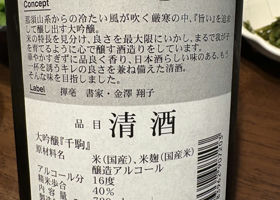 Concept
那須山系からの冷たい風が吹く厳寒の中、『旨い』を追求
して醸し出す大吟醸。
米の特長を見分け、良さを最大限にいかし、まるで我が子
を育てるように心で醸す酒造りをしています。
華やかすぎずに品良く香り、日本酒らしい味のある、もう
一杯を誘うキレの良さを兼ね備えた清酒。
そんな味を目指しました。
Label 揮毫 書家・金澤 翔子
品目 清酒
大吟醸『千駒』
原材料名 米(国産)、米麹(国産米)
醸造アルコール
アルコール分 16度
精米歩合 40%